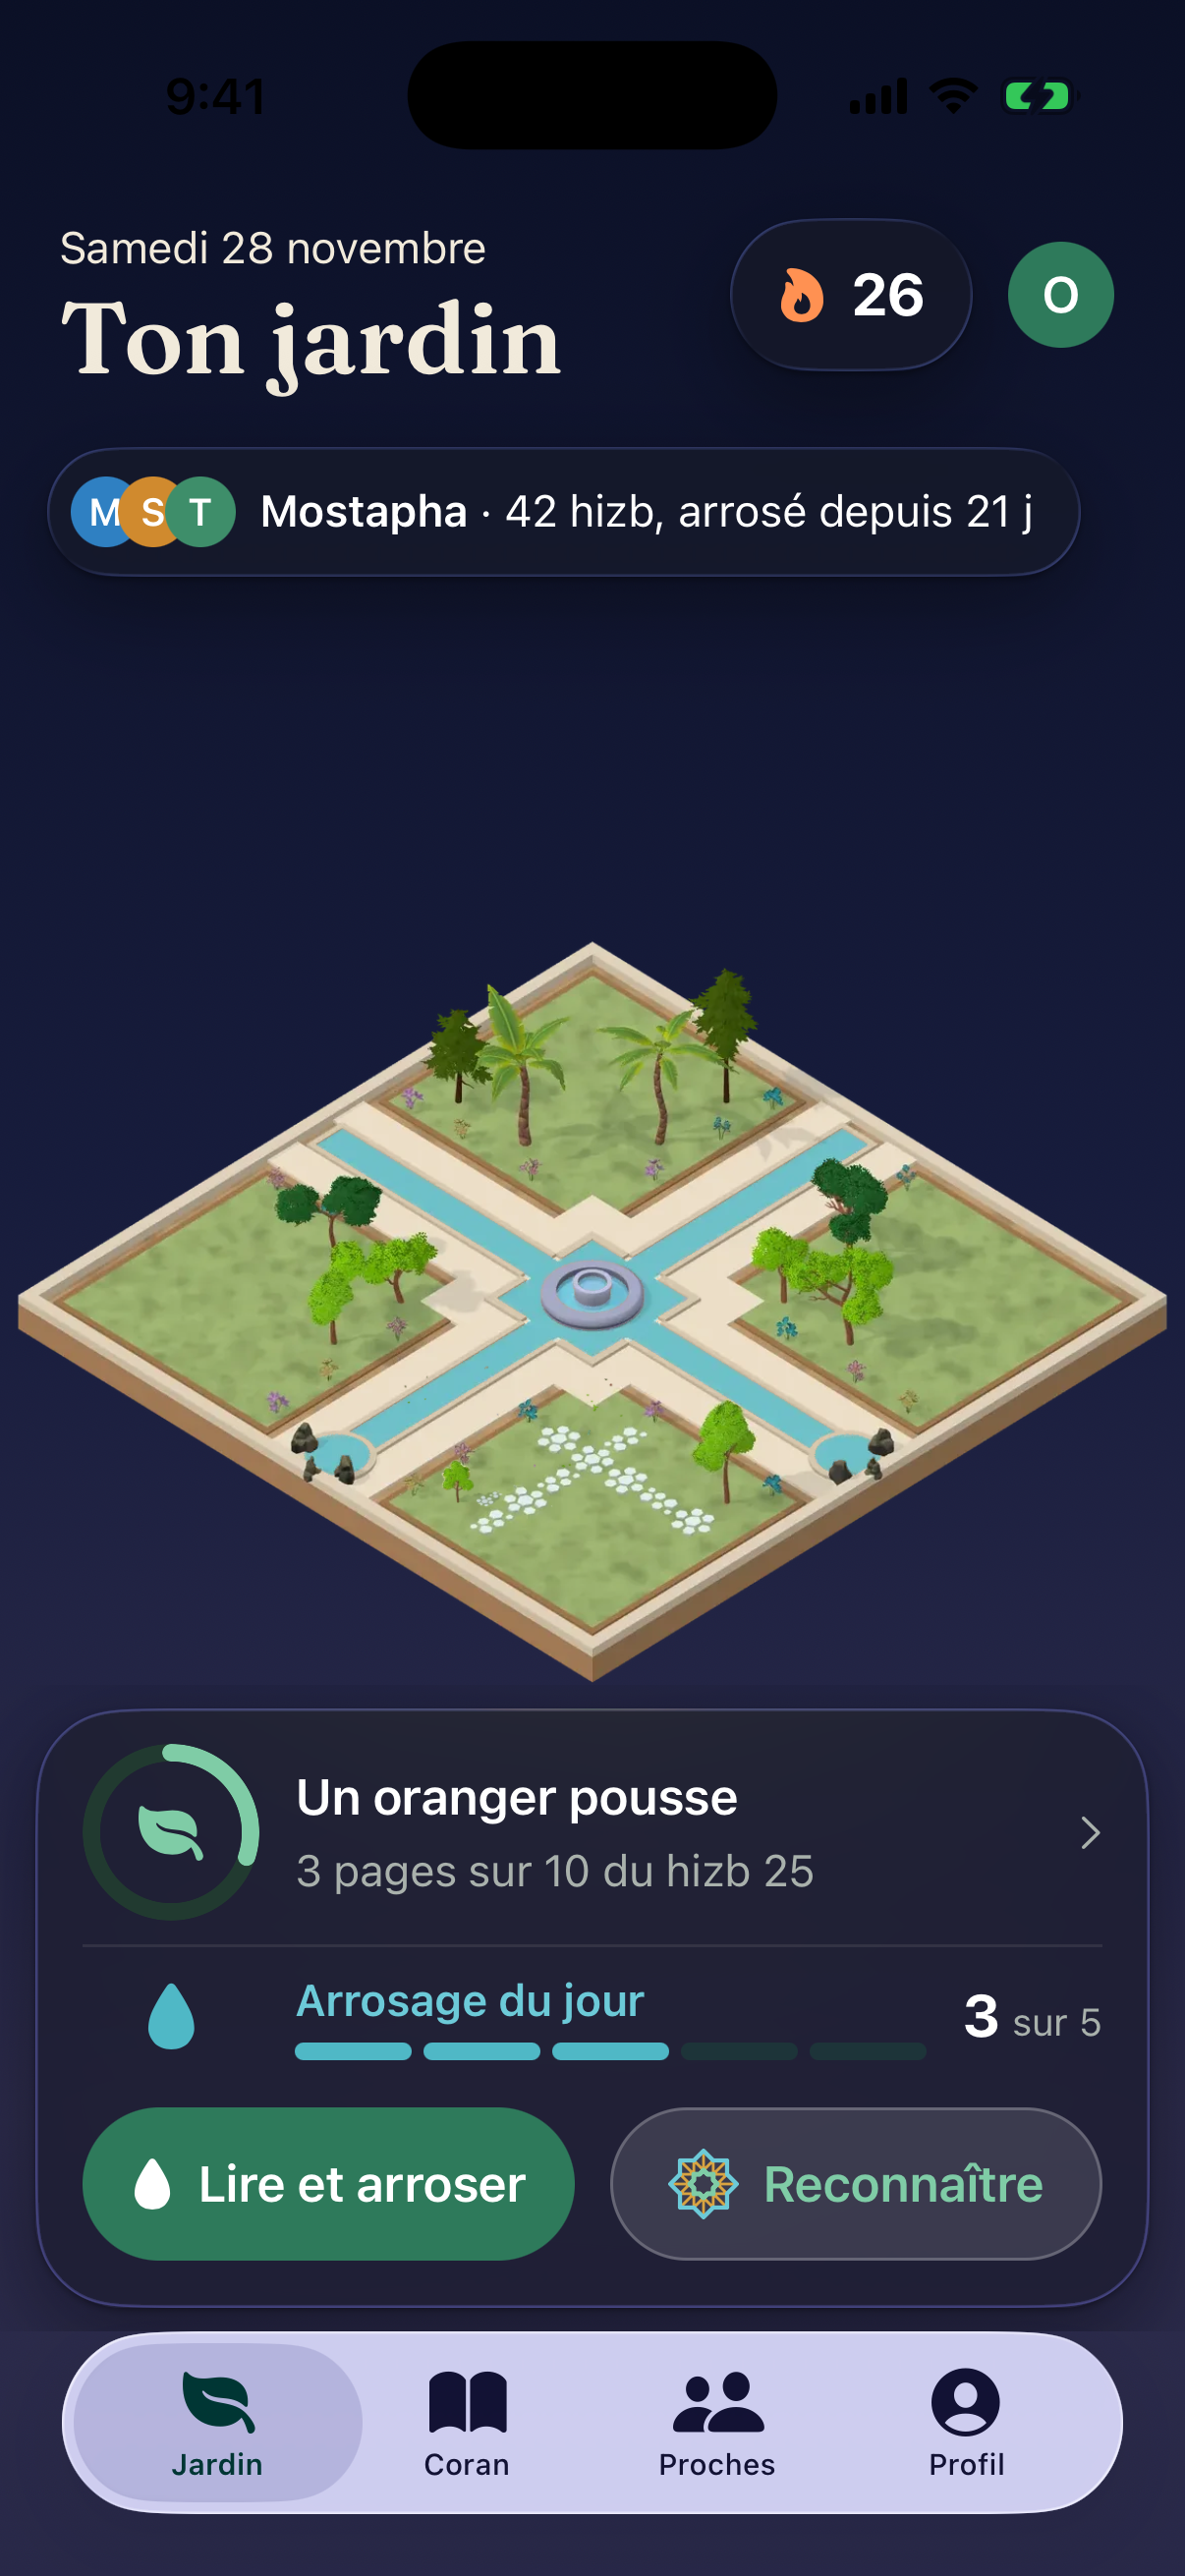 9:41
Samedi 28 novembre
Ton jardin
26
O
M S T Mostapha · 42 hizb, arrosé depuis 21 j
Un oranger pousse
3 pages sur 10 du hizb 25
Arrosage du jour
3 sur 5
Lire et arroser
Reconnaître
Jardin
Coran
Proches
Profil